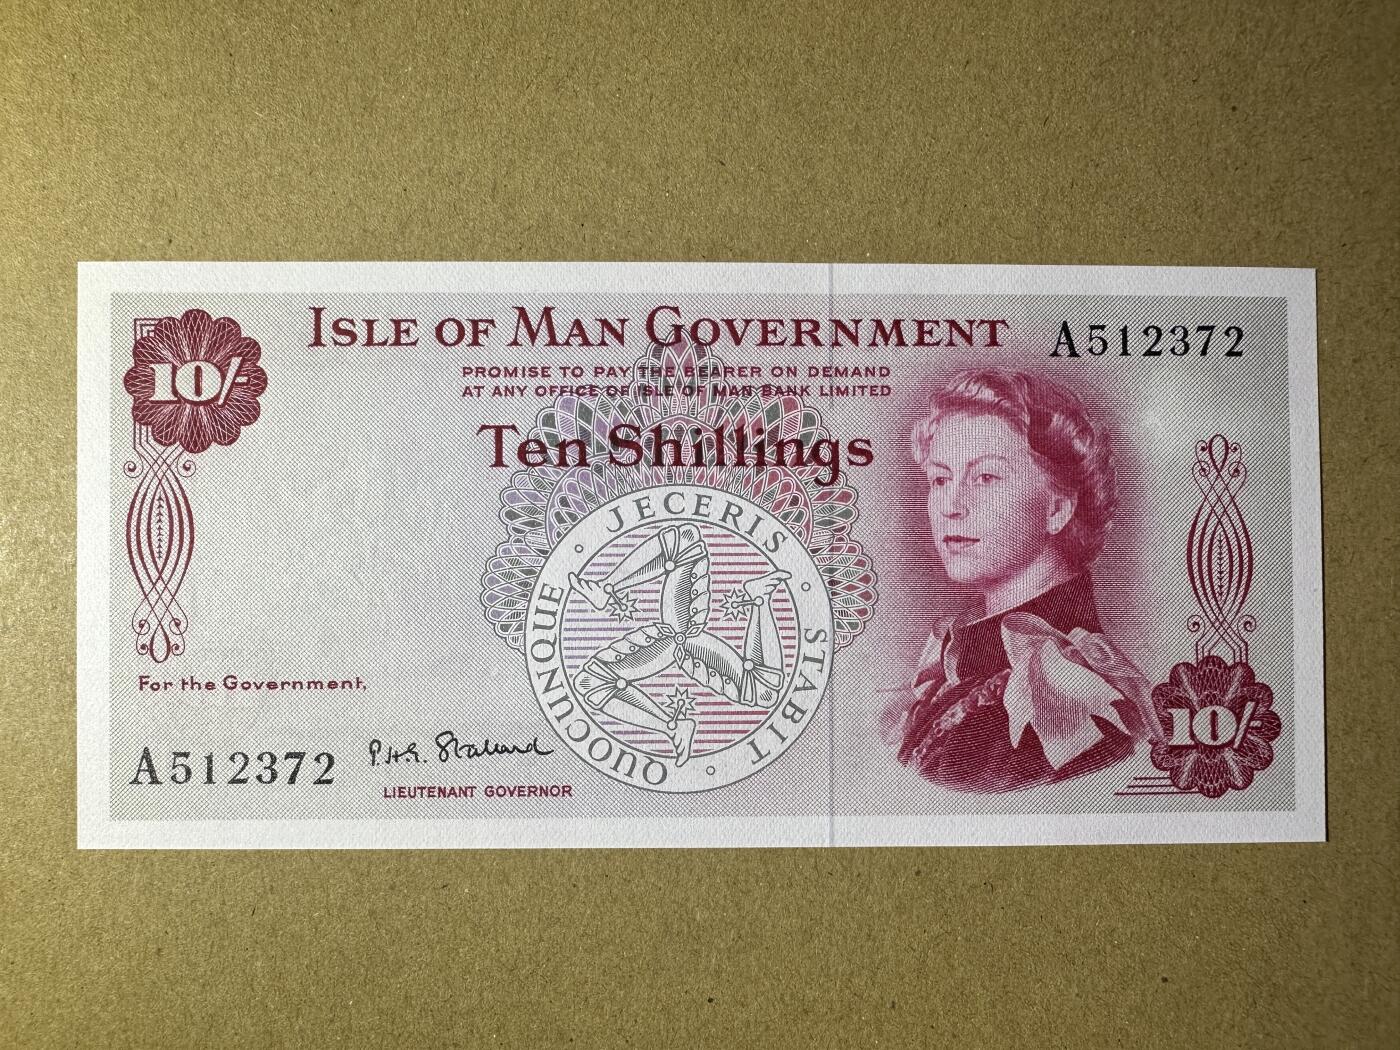 10/-
ISLE OF MAN GOVERNMENT
A512372
PROMISE TO PAY THE BEARER ON DEMAND
AT ANY OFFICE OF ISLE OF MAN BANK LIMITED
Ten Shillings
QUOCUNQUE ◦ JECERIS ◦ STABIT ◦
For the Government,
A512372
P.H.G. Stallard
LIEUTENANT GOVERNOR
10/-